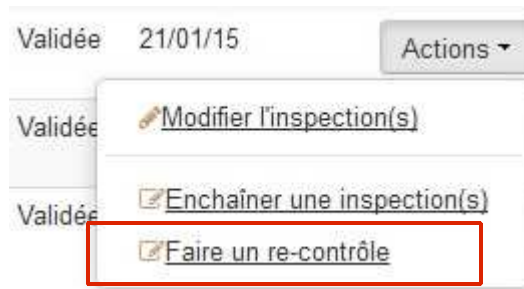 Validée 21/01/15 Actions
Validée Modifier l'inspection(s)
Validée Enchaîner une inspection(s)
Faire un re-contrôle